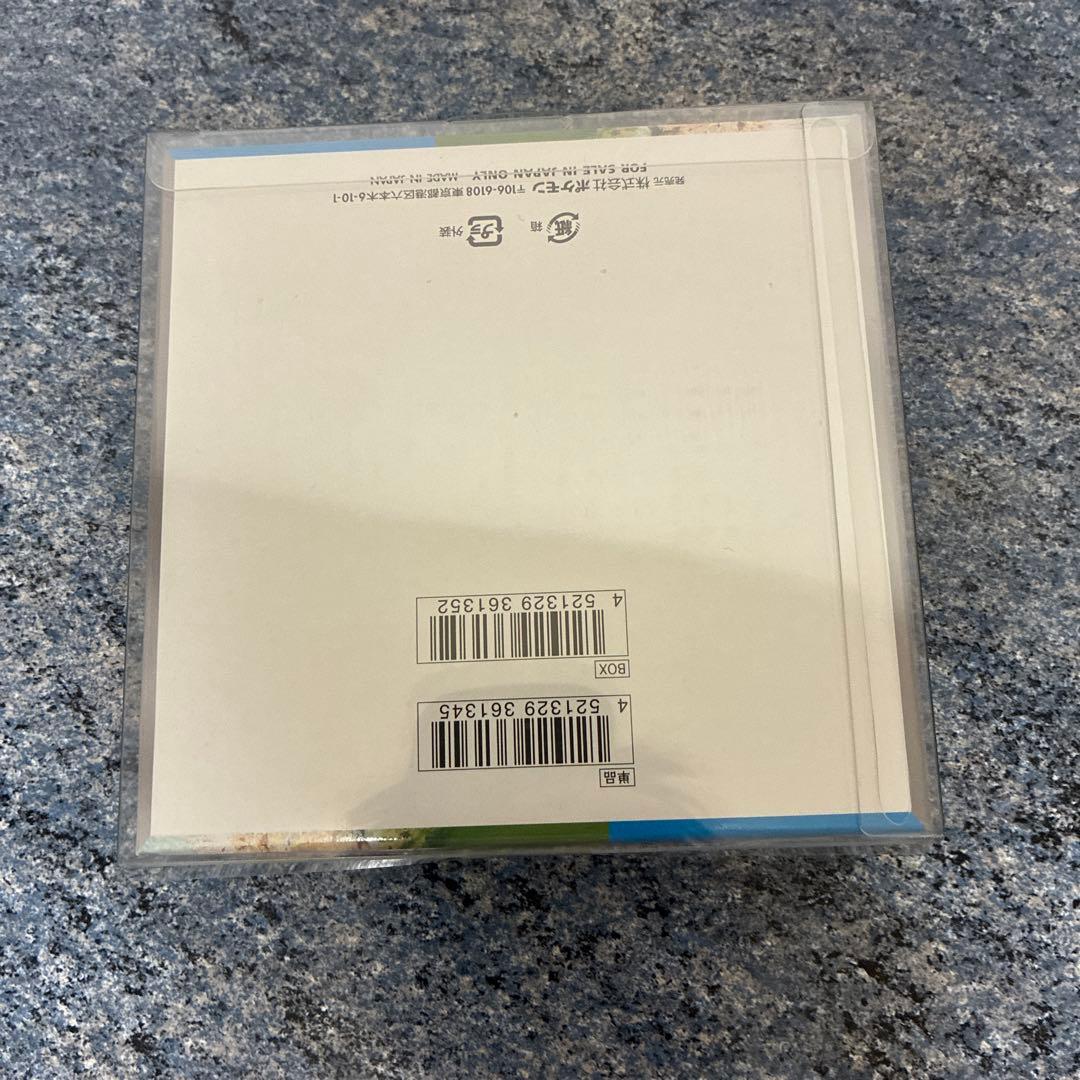 単品
4 521329 361345
BOX
4 521329 361352
紙 箱
プラ 外装
発売元 株式会社ポケモン 〒106-6108 東京都港区六本木6-10-1
FOR SALE IN JAPAN ONLY MADE IN JAPAN